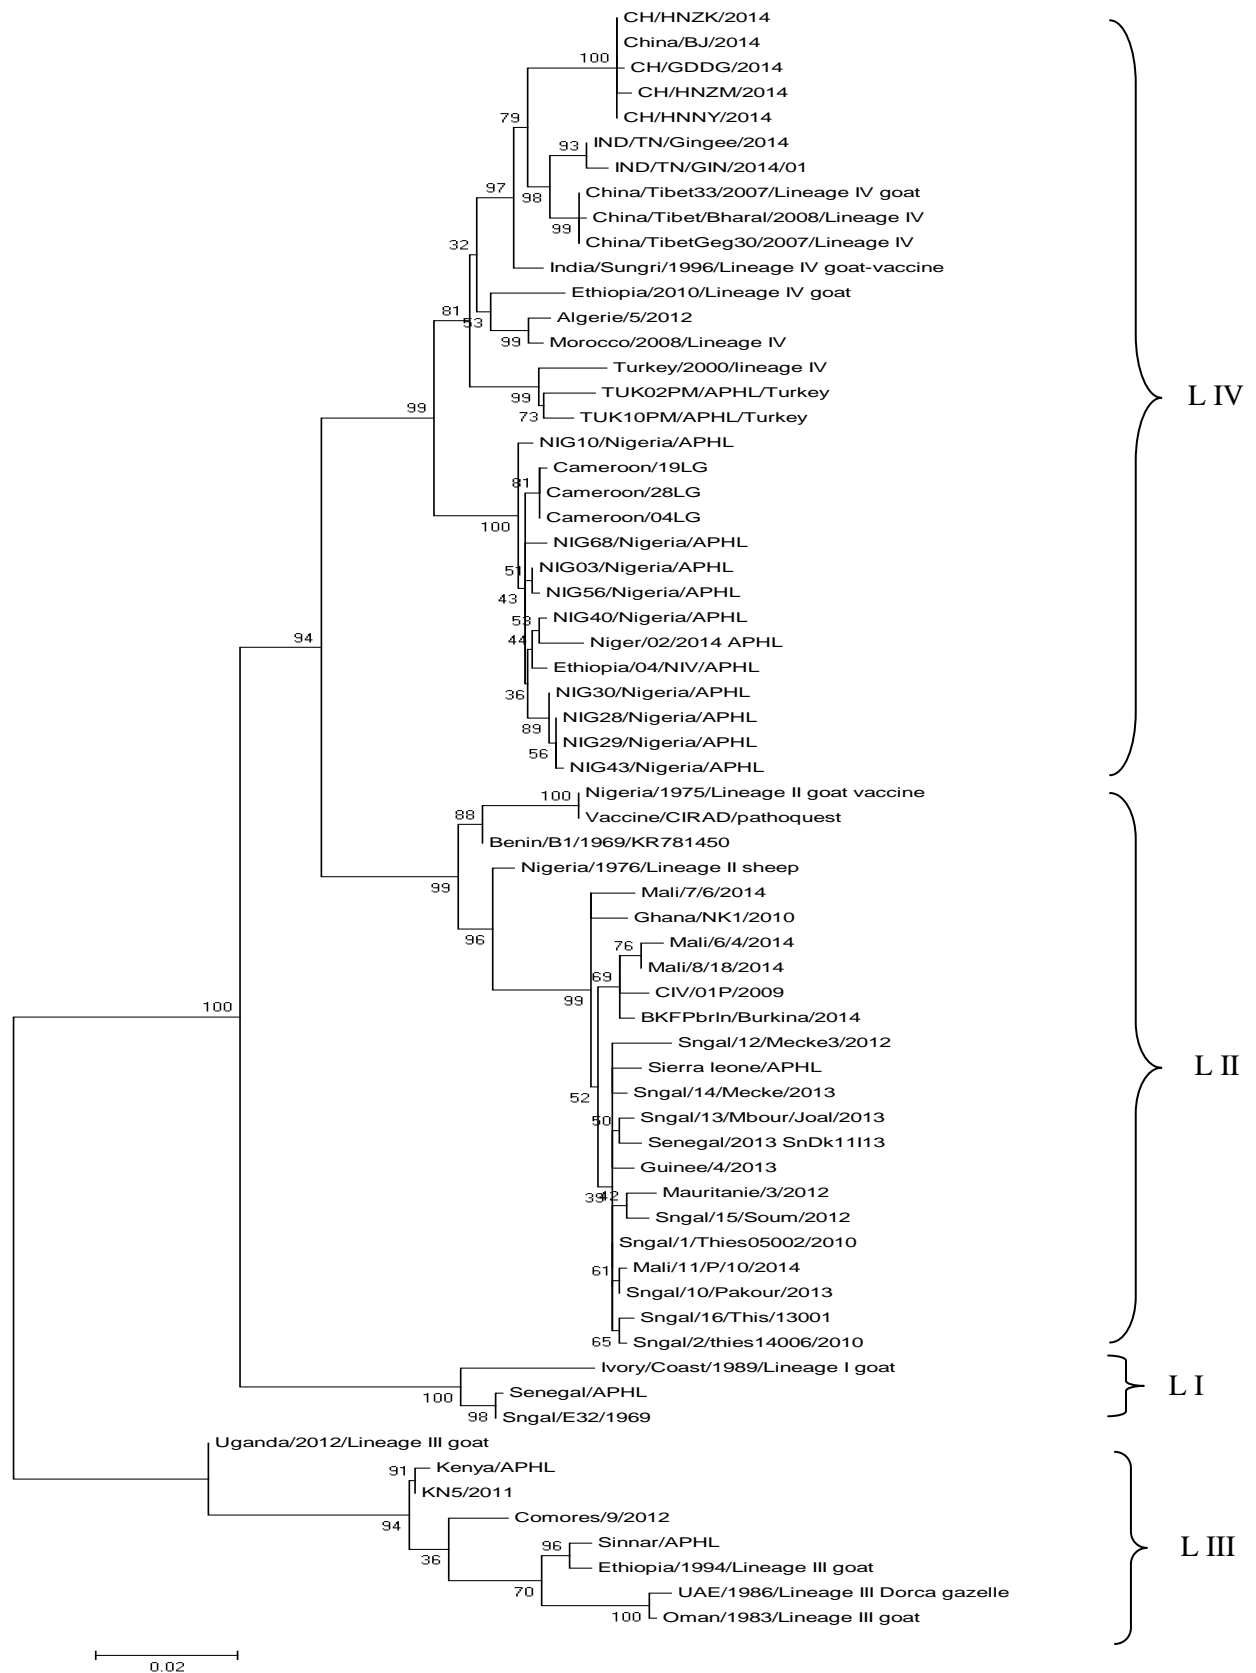 CH/HNZK/2014
China/BJ/2014
100
CH/GDDG/2014
CH/HNZM/2014
CH/HNNY/2014
79
IND/TN/Gingee/2014
93
IND/TN/GIN/2014/01
China/Tibet33/2007/Lineage IV goat
97
98
China/Tibet/Bharal/2008/Lineage IV
99
China/TibetGeg30/2007/Lineage IV
32
India/Sungri/1996/Lineage IV goat-vaccine
Ethiopia/2010/Lineage IV goat
81
53
Algerie/5/2012
99
Morocco/2008/Lineage IV
Turkey/2000/lineage IV
99
TUK02PM/APHL/Turkey
L IV
99
73
TUK10PM/APHL/Turkey
NIG10/Nigeria/APHL
Cameroon/19LG
81
Cameroon/28LG
Cameroon/04LG
100
NIG68/Nigeria/APHL
51
NIG03/Nigeria/APHL
43
NIG56/Nigeria/APHL
53
NIG40/Nigeria/APHL
94
44
Niger/02/2014 APHL
Ethiopia/04/NIV/APHL
36
NIG30/Nigeria/APHL
NIG28/Nigeria/APHL
89
NIG29/Nigeria/APHL
56
NIG43/Nigeria/APHL
100
Nigeria/1975/Lineage II goat vaccine
88
Vaccine/CIRAD/pathoquest
Benin/B1/1969/KR781450
99
Nigeria/1976/Lineage II sheep
Mali/7/6/2014
Ghana/NK1/2010
96
76
Mali/6/4/2014
69
Mali/8/18/2014
99
CIV/01P/2009
100
BKFPbrIn/Burkina/2014
Sngal/12/Mecke3/2012
Sierra leone/APHL
L II
52
Sngal/14/Mecke/2013
50
Sngal/13/Mbour/Joal/2013
Senegal/2013 SnDk11I13
Guinee/4/2013
39
42
Mauritanie/3/2012
Sngal/15/Soum/2012
Sngal/1/Thies05002/2010
61
Mali/11/P/10/2014
Sngal/10/Pakour/2013
Sngal/16/This/13001
65
Sngal/2/thies14006/2010
Ivory/Coast/1989/Lineage I goat
L I
100
Senegal/APHL
98
Sngal/E32/1969
Uganda/2012/Lineage III goat
91
Kenya/APHL
KN5/2011
94
Comores/9/2012
96
Sinnar/APHL
L III
36
Ethiopia/1994/Lineage III goat
70
UAE/1986/Lineage III Dorca gazelle
100
Oman/1983/Lineage III goat
0.02